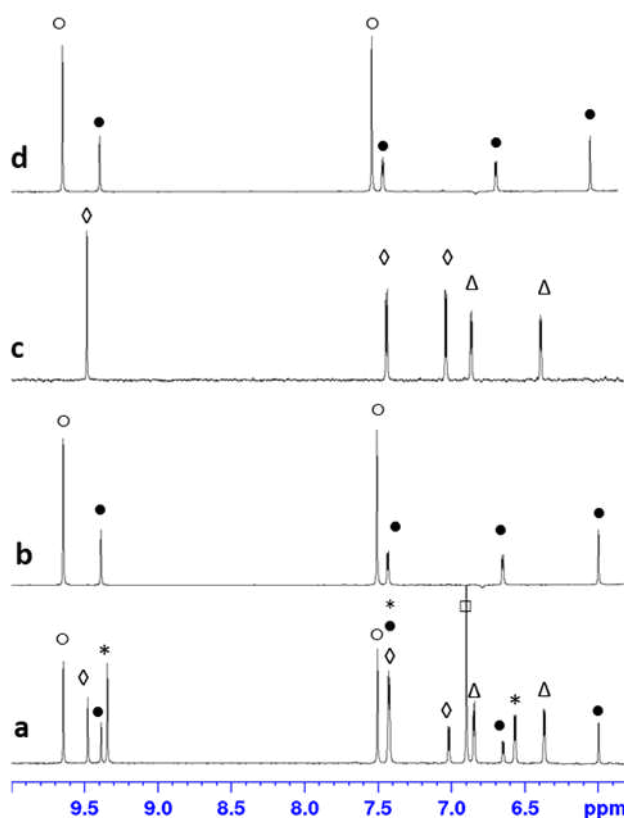 ○ ○
● ● ● ●
d
◊ ◊ ◊ Δ Δ
c
○ ○
● ● ● ●
b
* □
○ ◊ ● * ○ ● ◊ ◊ Δ ● * Δ ●
a
9.5 9.0 8.5 8.0 7.5 7.0 6.5 ppm